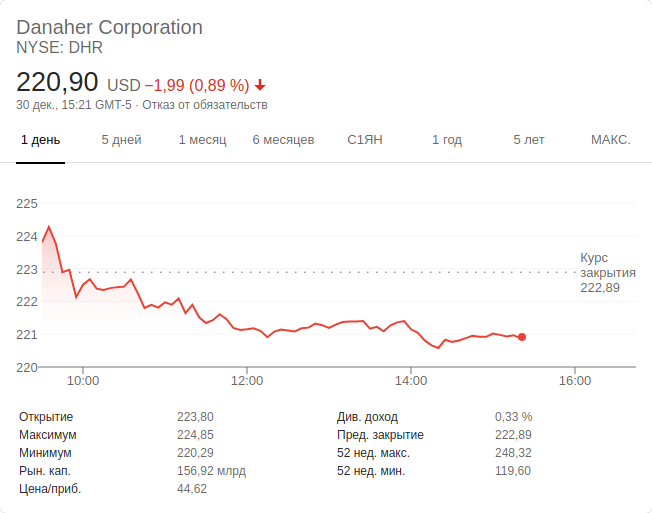 Danaher Corporation
NYSE: DHR
220,90 USD −1,99 (0,89 %)
30 дек., 15:21 GMT-5 · Отказ от обязательств
1 день 5 дней 1 месяц 6 месяцев С1ЯН 1 год 5 лет МАКС.
225
224
223
222
221
220
Курс
закрытия
222,89
10:00 12:00 14:00 16:00
Открытие 223,80 Див. доход 0,33 %
Максимум 224,85 Пред. закрытие 222,89
Минимум 220,29 52 нед. макс. 248,32
Рын. кап. 156,92 млрд 52 нед. мин. 119,60
Цена/приб. 44,62